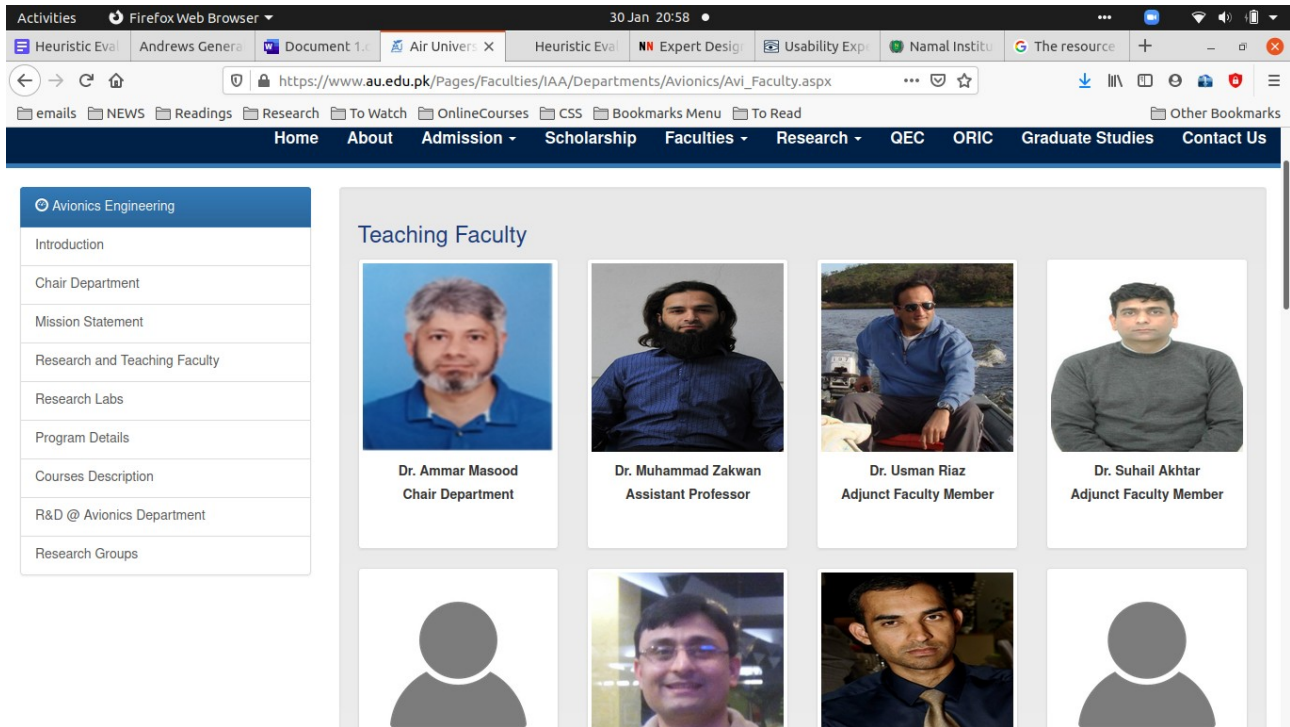 Activities Firefox Web Browser 30 Jan 20:58
Heuristic Eval Andrews Genera Document 1.d Air Univers Heuristic Eval NN Expert Desig Usability Expe Namal Institu G The resource
https://www.au.edu.pk/Pages/Faculties/IAA/Departments/Avionics/Avi_Faculty.aspx
emails NEWS Readings Research To Watch OnlineCourses CSS Bookmarks Menu To Read Other Bookmarks
Home About Admission Scholarship Faculties Research QEC ORIC Graduate Studies Contact Us
Avionics Engineering
Introduction
Chair Department
Mission Statement
Research and Teaching Faculty
Research Labs
Program Details
Courses Description
R&D @ Avionics Department
Research Groups
Teaching Faculty
Dr. Ammar Masood
Chair Department
Dr. Muhammad Zakwan
Assistant Professor
Dr. Usman Riaz
Adjunct Faculty Member
Dr. Suhail Akhtar
Adjunct Faculty Member